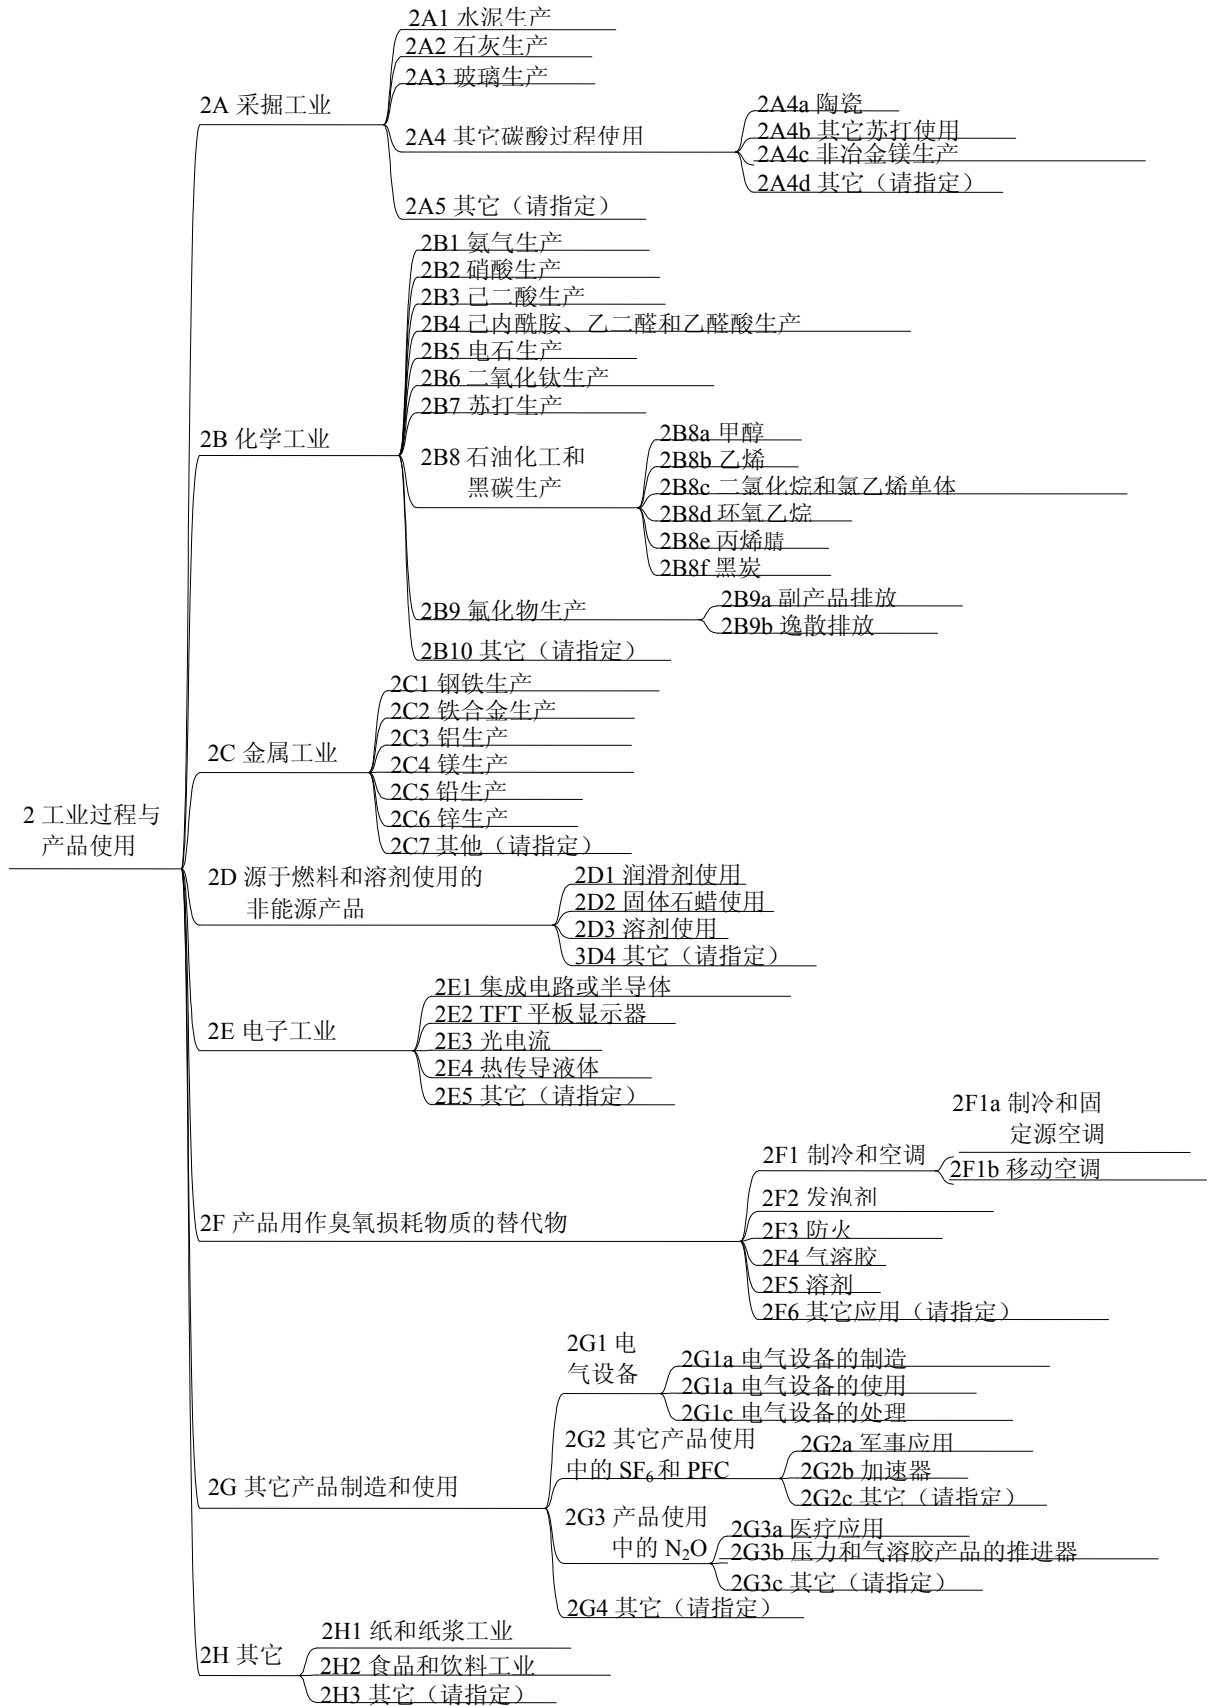 2 工业过程与
产品使用
2A 采掘工业
2A1 水泥生产
2A2 石灰生产
2A3 玻璃生产
2A4 其它碳酸过程使用
2A4a 陶瓷
2A4b 其它苏打使用
2A4c 非冶金镁生产
2A4d 其它（请指定）
2A5 其它（请指定）
2B 化学工业
2B1 氨气生产
2B2 硝酸生产
2B3 己二酸生产
2B4 己内酰胺、乙二醛和乙醛酸生产
2B5 电石生产
2B6 二氧化钛生产
2B7 苏打生产
2B8 石油化工和
黑碳生产
2B8a 甲醇
2B8b 乙烯
2B8c 二氯化烷和氯乙烯单体
2B8d 环氧乙烷
2B8e 丙烯腈
2B8f 黑炭
2B9 氟化物生产
2B9a 副产品排放
2B9b 逸散排放
2B10 其它（请指定）
2C 金属工业
2C1 钢铁生产
2C2 铁合金生产
2C3 铝生产
2C4 镁生产
2C5 铅生产
2C6 锌生产
2C7 其他（请指定）
2D 源于燃料和溶剂使用的
非能源产品
2D1 润滑剂使用
2D2 固体石蜡使用
2D3 溶剂使用
3D4 其它（请指定）
2E 电子工业
2E1 集成电路或半导体
2E2 TFT 平板显示器
2E3 光电流
2E4 热传导液体
2E5 其它（请指定）
2F 产品用作臭氧损耗物质的替代物
2F1 制冷和空调
2F1a 制冷和固
定源空调
2F1b 移动空调
2F2 发泡剂
2F3 防火
2F4 气溶胶
2F5 溶剂
2F6 其它应用（请指定）
2G 其它产品制造和使用
2G1 电
气设备
2G1a 电气设备的制造
2G1a 电气设备的使用
2G1c 电气设备的处理
2G2 其它产品使用
中的 SF₆和 PFC
2G2a 军事应用
2G2b 加速器
2G2c 其它（请指定）
2G3 产品使用
中的 N₂O
2G3a 医疗应用
2G3b 压力和气溶胶产品的推进器
2G3c 其它（请指定）
2G4 其它（请指定）
2H 其它
2H1 纸和纸浆工业
2H2 食品和饮料工业
2H3 其它（请指定）